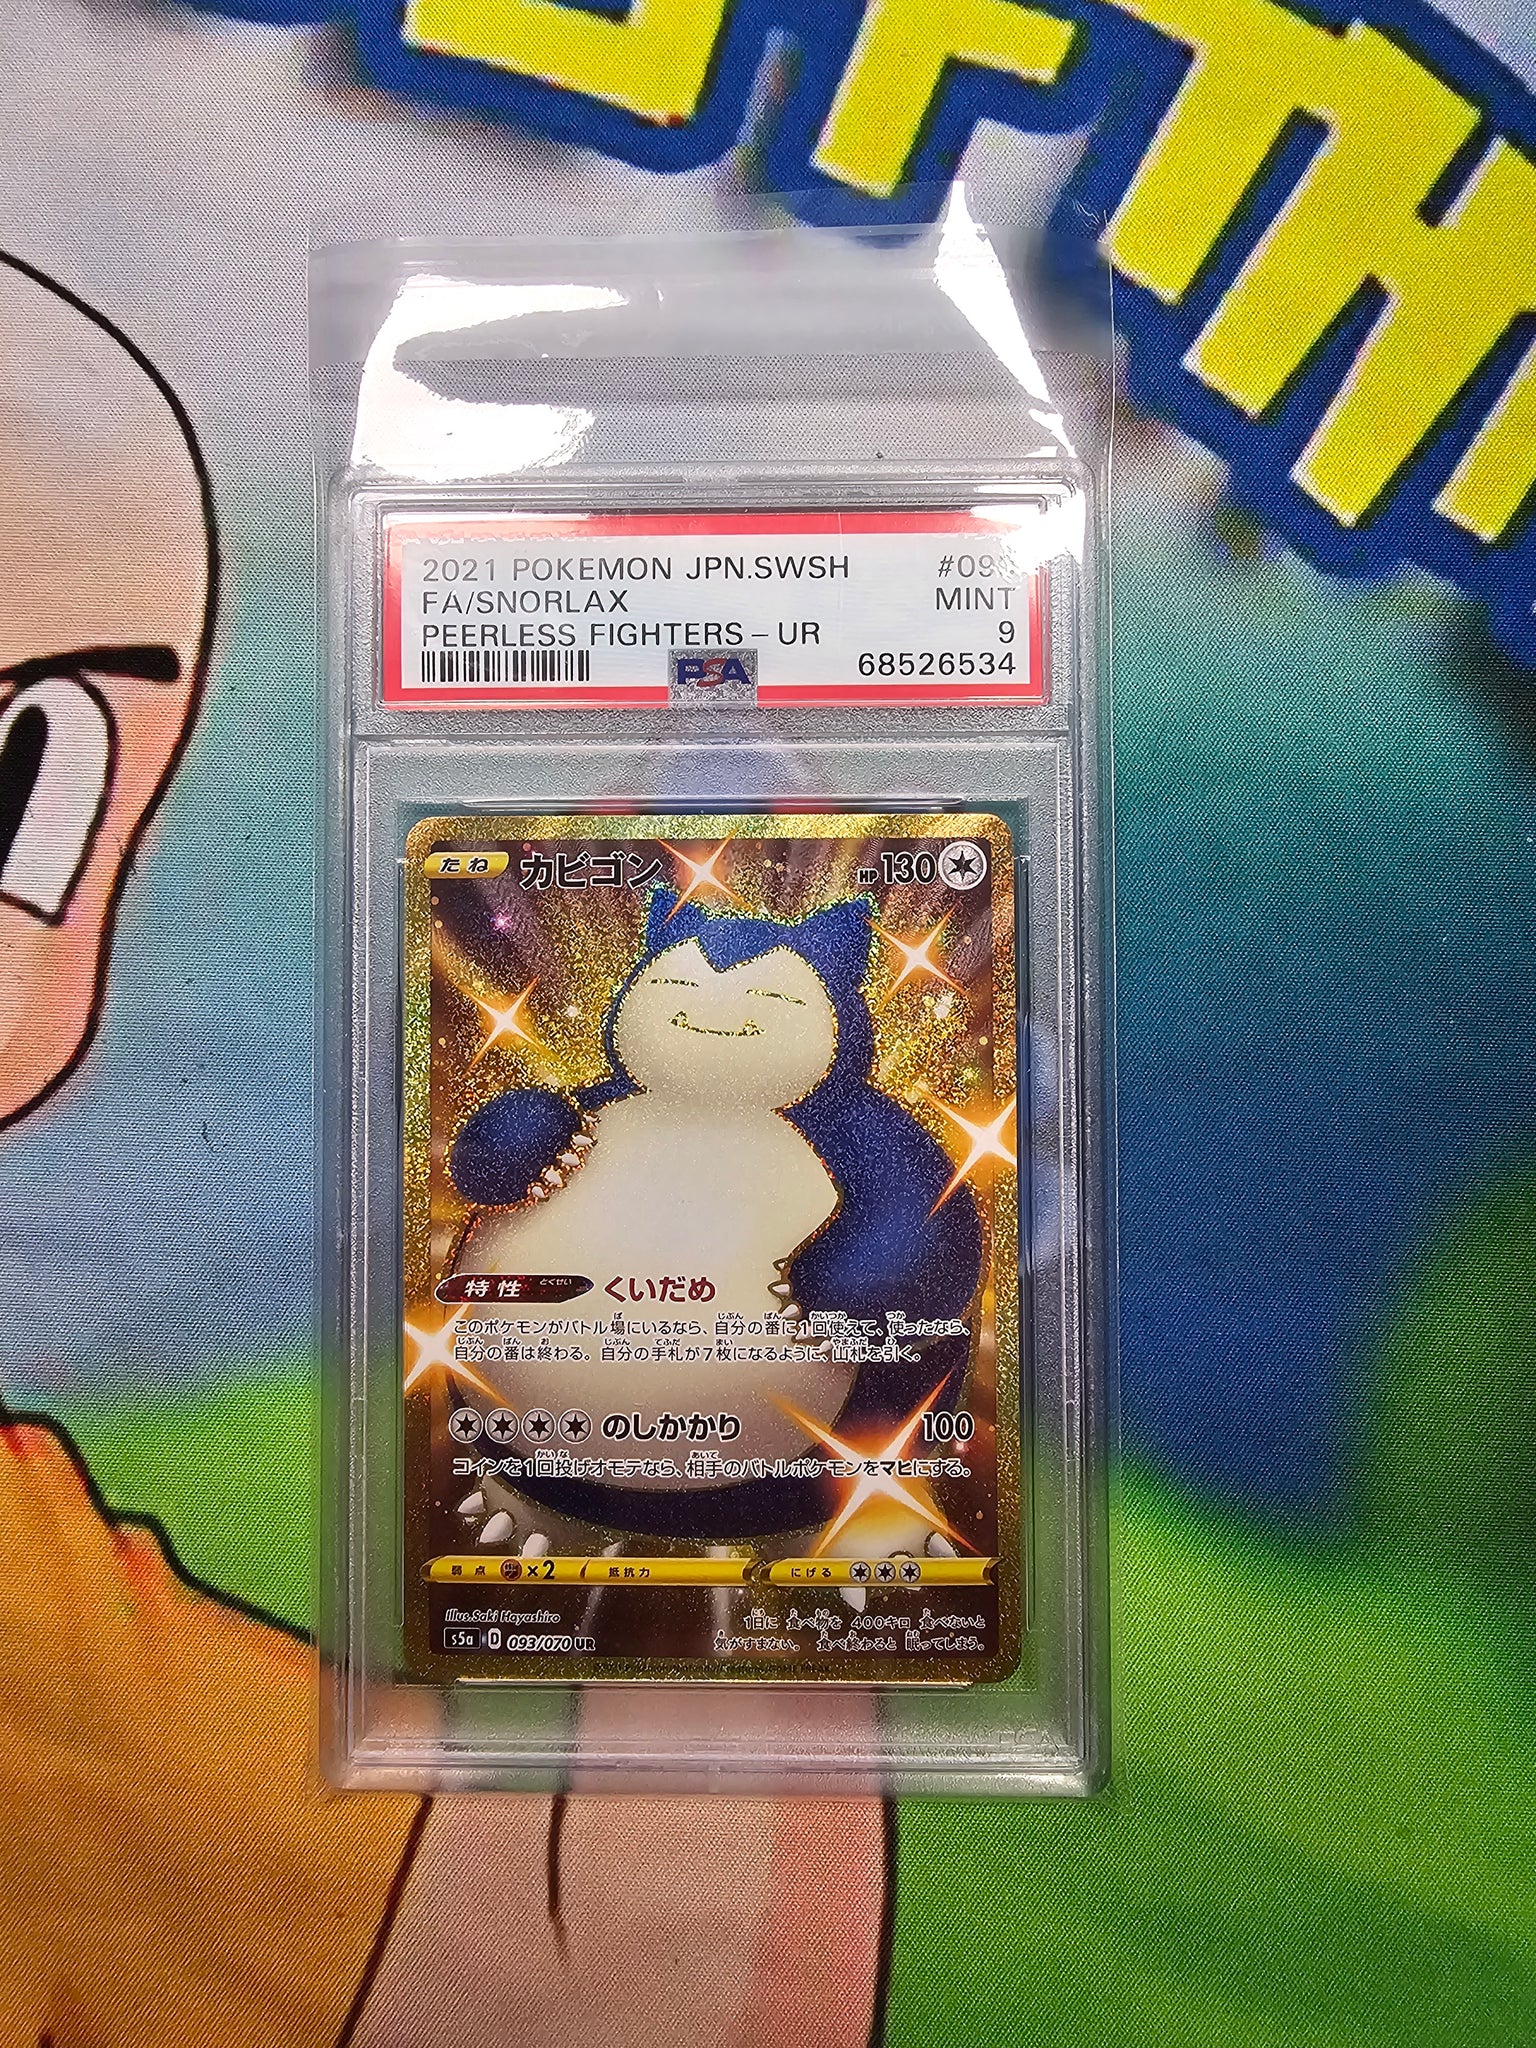 2021 POKEMON JPN.SWSH
FA/SNORLAX
MINT
PEERLESS FIGHTERS - UR
9
PSA
68526534
たね
カビゴン
HP 130
特性
とくせい
くいだめ
このポケモンがバトル場にいるなら、自分の番に1回使えて、使ったなら、
自分の番は終わる。自分の手札が7枚になるように、山札を引く。
のしかかり
100
コインを1回投げオモテなら、相手のバトルポケモンをマヒにする。
弱点
×2
抵抗力
にげる
Illus. Saki Hayashiro
s5a D 093/070 UR
1日に 食べ物を 400キロ 食べないと
気がすまない。 食べ終わると 眠ってしまう。